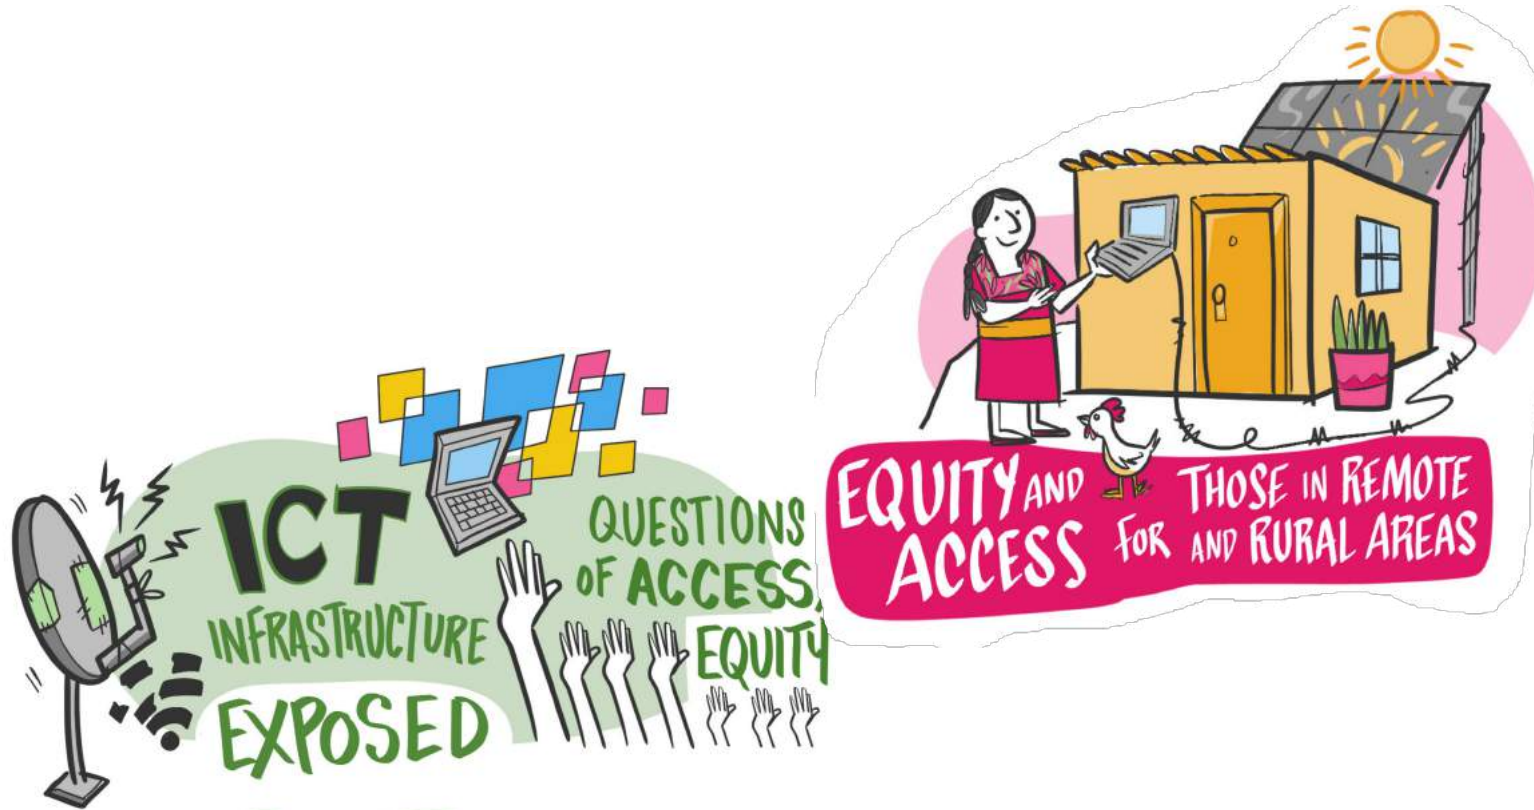 ICT
INFRASTRUCTURE
EXPOSED
QUESTIONS
OF ACCESS,
EQUITY
EQUITY AND
ACCESS FOR
THOSE IN REMOTE
AND RURAL AREAS